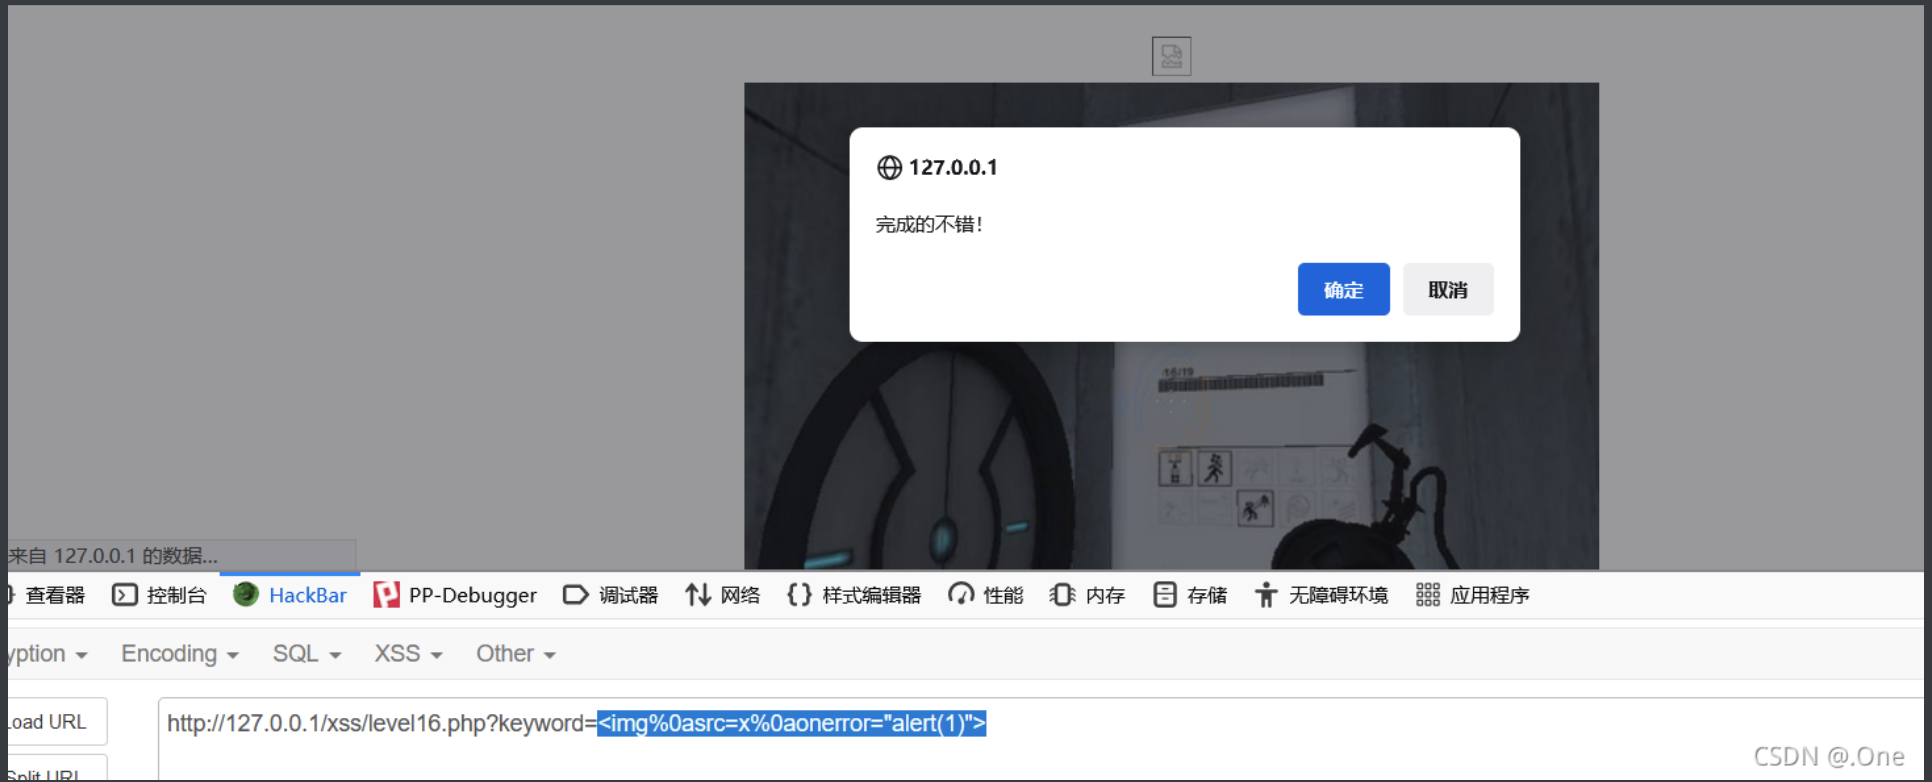 127.0.0.1
完成的不错！
确定 取消
16/19
来自 127.0.0.1 的数据...
查看器 控制台 HackBar PP-Debugger 调试器 网络 {} 样式编辑器 性能 内存 存储 无障碍环境 应用程序
yption Encoding SQL XSS Other
Load URL
http://127.0.0.1/xss/level16.php?keyword=<img%0asrc=x%0aonerror="alert(1)">
Split URL
CSDN @.One